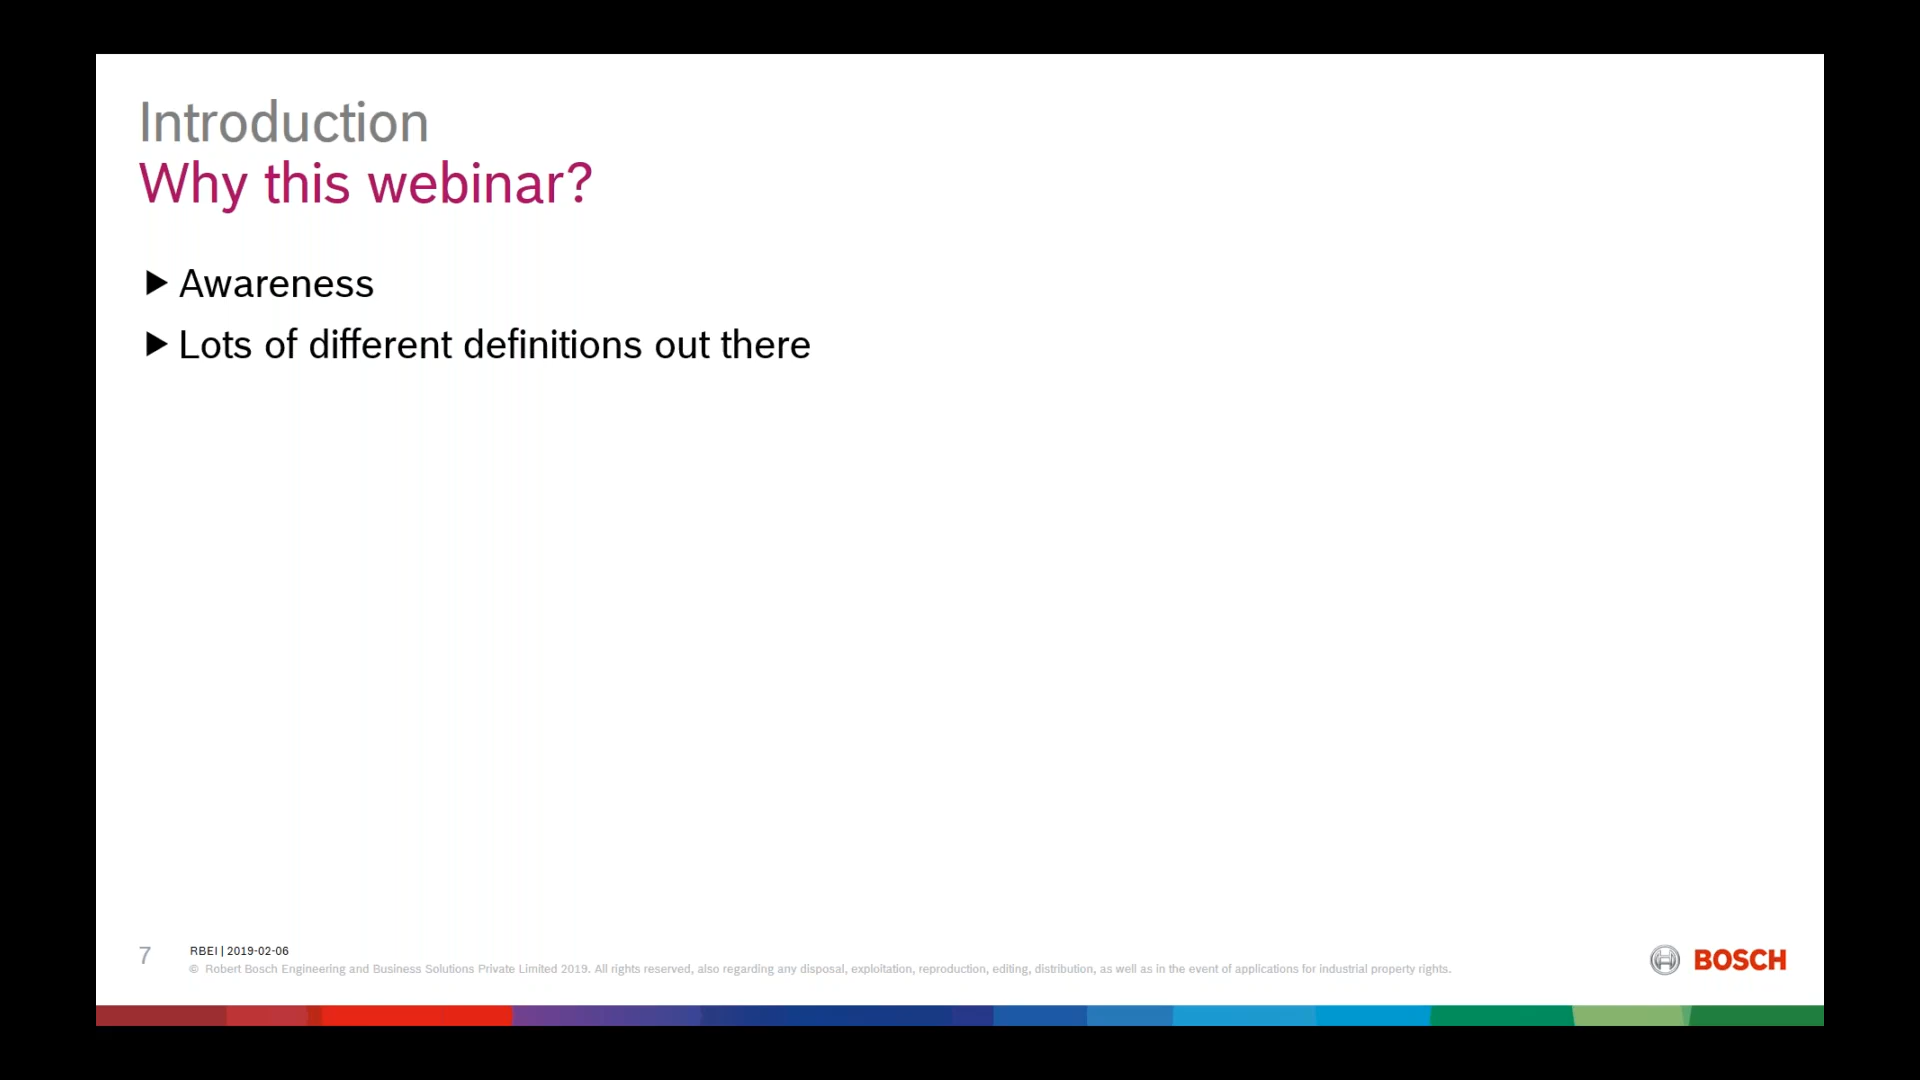 Introduction
Why this webinar?
▶ Awareness
▶ Lots of different definitions out there
7
RBEI | 2019-02-06
© Robert Bosch Engineering and Business Solutions Private Limited 2019. All rights reserved, also regarding any disposal, exploitation, reproduction, editing, distribution, as well as in the event of applications for industrial property rights.
BOSCH